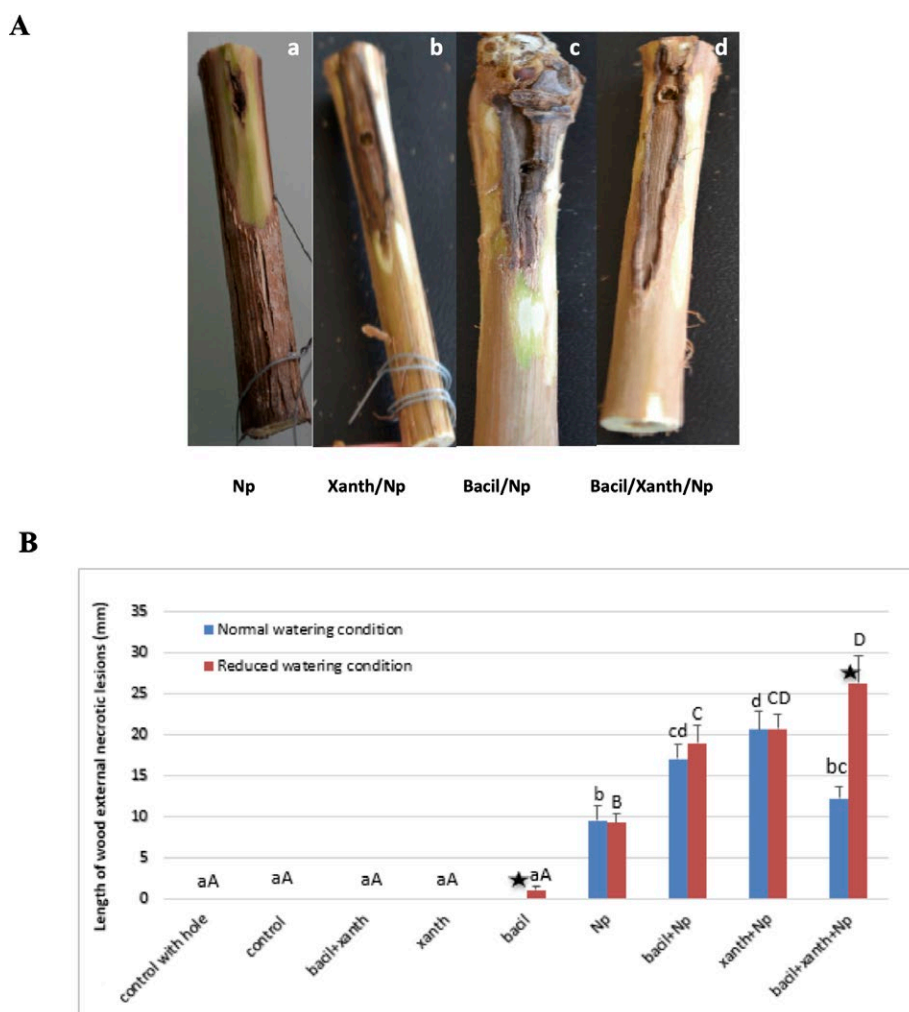 A
a b c d
Np Xanth/Np Bacil/Np Bacil/Xanth/Np
B
Length of wood external necrotic lesions (mm)
35
30
25
20
15
10
5
0
Normal watering condition
Reduced watering condition
aA aA aA aA aA b B cd C d CD bc D
control with hole
control
bacil+xanth
xanth
bacil
Np
bacil+Np
xanth+Np
bacil+xanth+Np